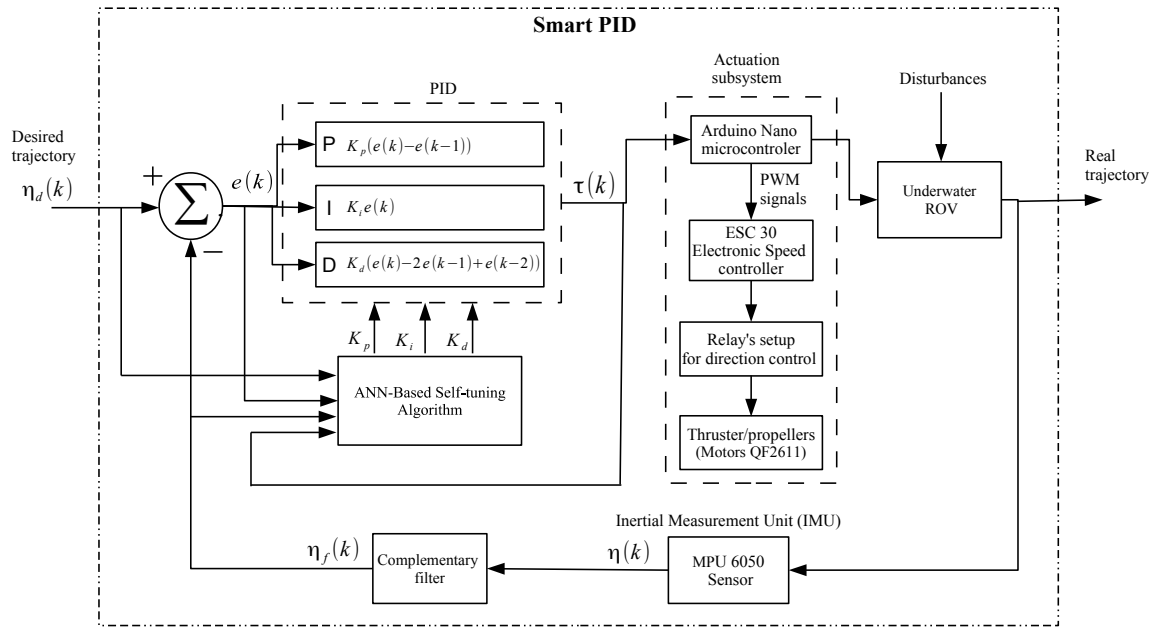 Smart PID
Actuation
subsystem
Disturbances
PID
Desired
trajectory
η_d(k)
+
Σ
−
e(k)
P K_p(e(k)−e(k−1))
I K_i e(k)
D K_d(e(k)−2e(k−1)+e(k−2))
τ(k)
Arduino Nano
microcontroler
PWM
signals
ESC 30
Electronic Speed
controller
Relay's setup
for direction control
Thruster/propellers
(Motors QF2611)
Underwater
ROV
Real
trajectory
K_p K_i K_d
ANN-Based Self-tuning
Algorithm
Inertial Measurement Unit (IMU)
η_f(k)
Complementary
filter
η(k)
MPU 6050
Sensor